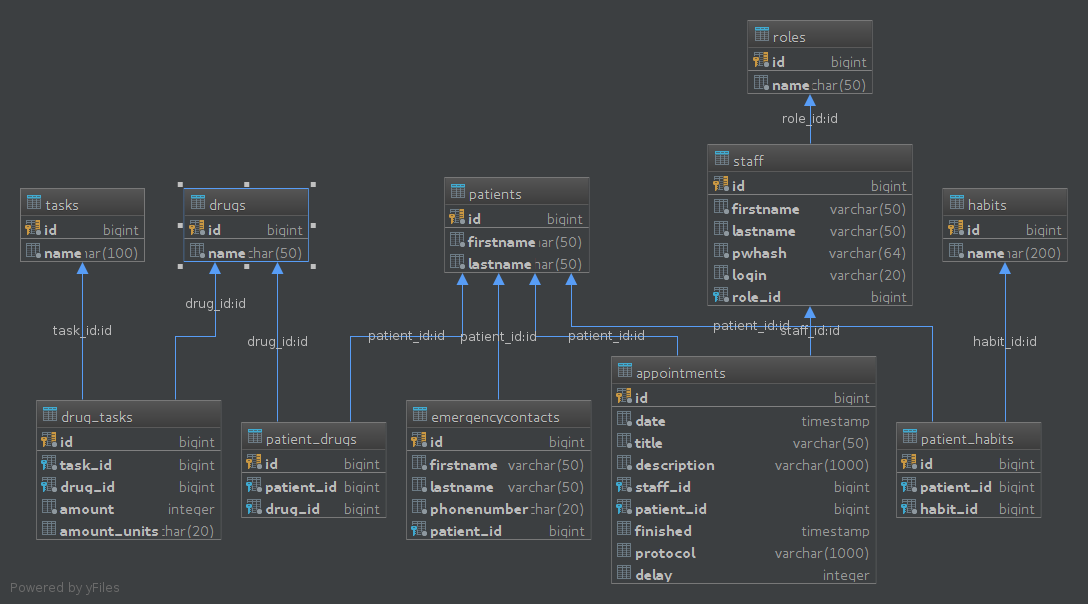 roles
id bigint
name char(50)
role_id:id
staff
id bigint
firstname varchar(50)
lastname varchar(50)
pwhash varchar(64)
login varchar(20)
role_id bigint
tasks
id bigint
name ar(100)
drugs
id bigint
name char(50)
patients
id bigint
firstname ar(50)
lastname ar(50)
habits
id bigint
name ar(200)
drug_id:id
task_id:id
drug_id:id
patient_id:id
patient_id:id
patient_id:id
patient_id:id
staff_id:id
habit_id:id
drug_tasks
id bigint
task_id bigint
drug_id bigint
amount integer
amount_units char(20)
patient_drugs
id bigint
patient_id bigint
drug_id bigint
emergencycontacts
id bigint
firstname varchar(50)
lastname varchar(50)
phonenumber char(20)
patient_id bigint
appointments
id bigint
date timestamp
title varchar(50)
description varchar(1000)
staff_id bigint
patient_id bigint
finished timestamp
protocol varchar(1000)
delay integer
patient_habits
id bigint
patient_id bigint
habit_id bigint
Powered by yFiles